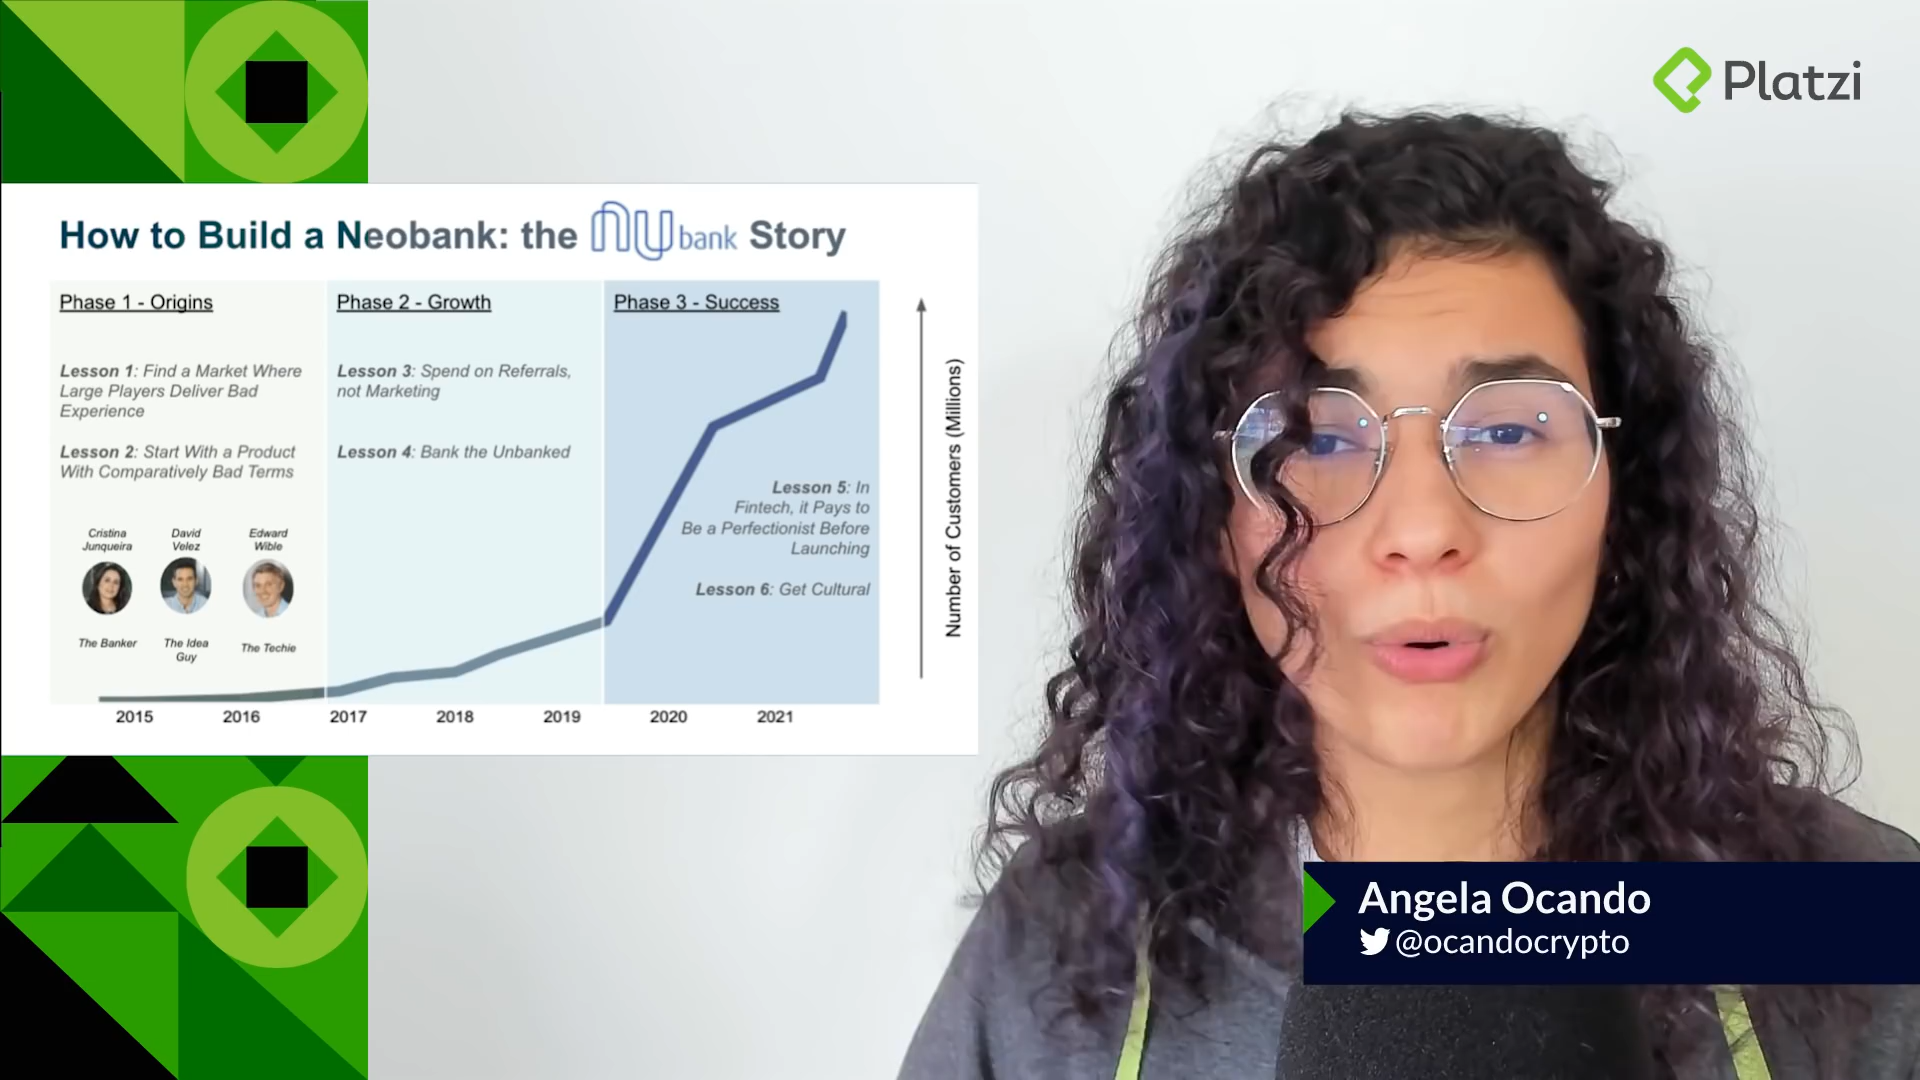 Platzi
How to Build a Neobank: the nu bank Story
Phase 1 - Origins
Lesson 1: Find a Market Where
Large Players Deliver Bad
Experience
Lesson 2: Start With a Product
With Comparatively Bad Terms
Cristina
Junqueira
David
Velez
Edward
Wible
The Banker
The Idea
Guy
The Techie
Phase 2 - Growth
Lesson 3: Spend on Referrals,
not Marketing
Lesson 4: Bank the Unbanked
Phase 3 - Success
Lesson 5: In
Fintech, it Pays to
Be a Perfectionist Before
Launching
Lesson 6: Get Cultural
Number of Customers (Millions)
2015 2016 2017 2018 2019 2020 2021
Angela Ocando
@ocandocrypto